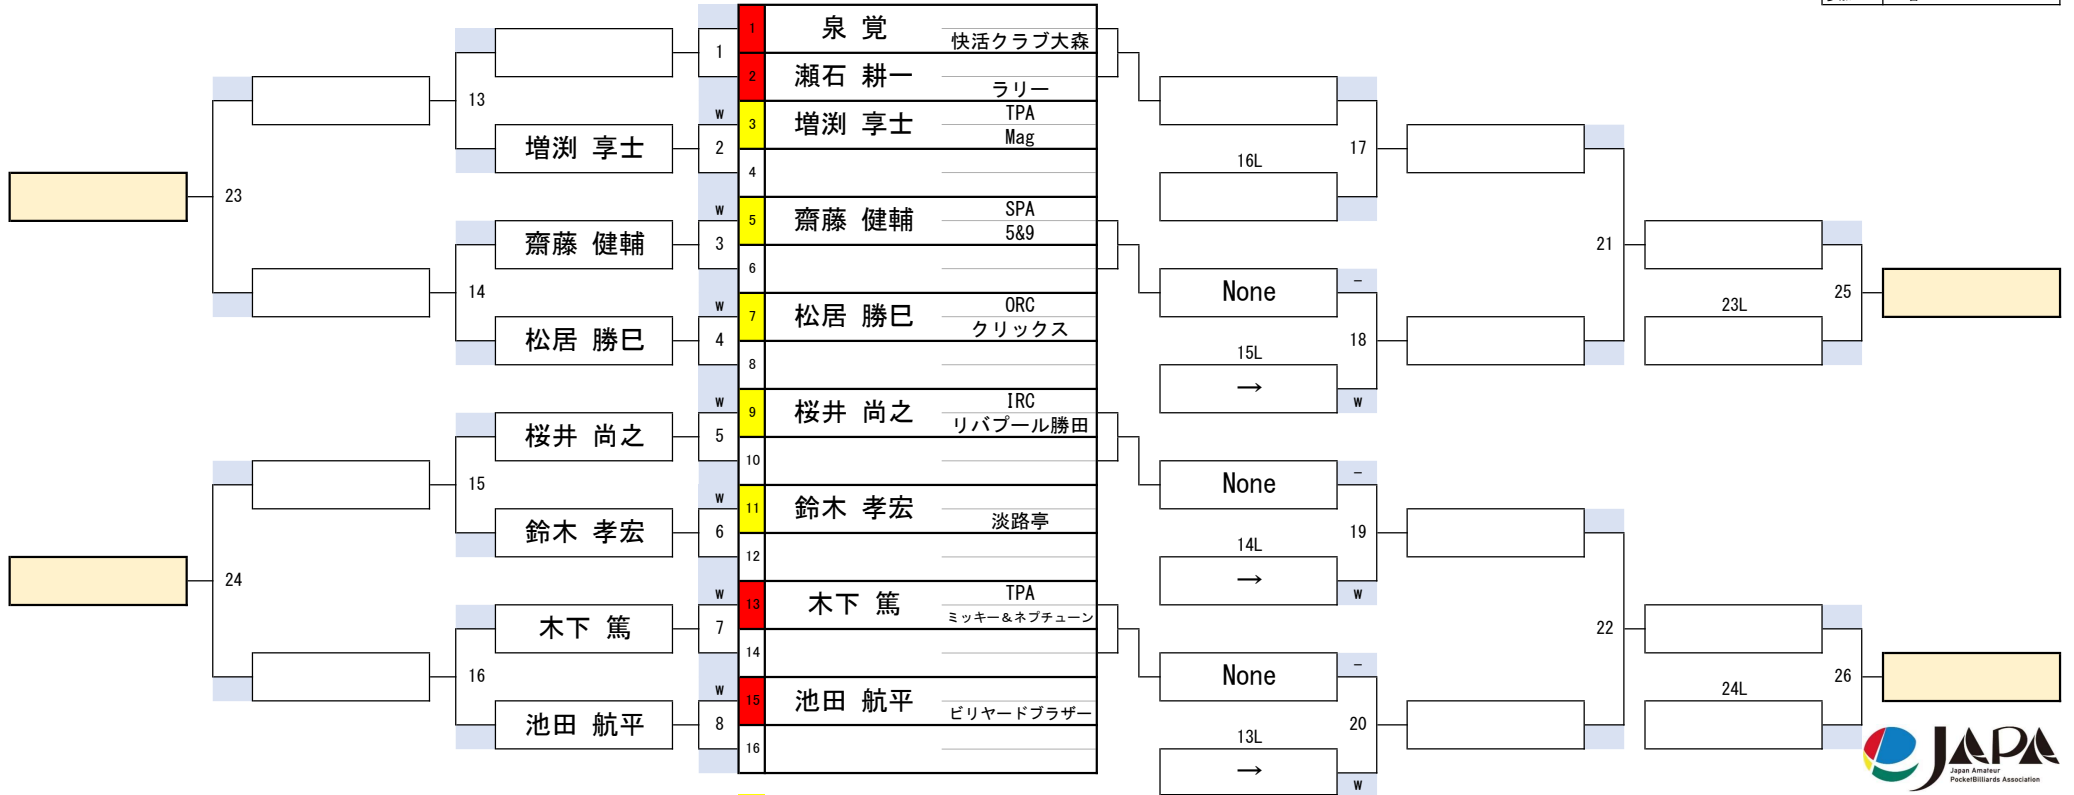 1 泉 覚 快活クラブ大森
1
2 瀬石 耕一 ラリー
13
W 3 増渕 享士 TPA
Mag
増渕 享士 2
17
4
16L
23
W 5 齋藤 健輔 SPA
5&9
齋藤 健輔 3
21
6
14
None -
25
W 7 松居 勝巳 ORC
クリックス
23L
松居 勝巳 4
18
8
15L
→
W 9 桜井 尚之 IRC
W
リバプール勝田
桜井 尚之 5
10
15
None -
W 11 鈴木 孝宏 淡路亭
鈴木 孝宏 6
19
12
14L
24
→
W 13 木下 篤 TPA
W
ミッキー&ネプチューン
木下 篤 7
22
14
16
None -
26
W 15 池田 航平 ビリヤードブラザー
24L
池田 航平 8
20
16
13L
→
W
JAPA
Japan Amateur
PocketBilliards Association